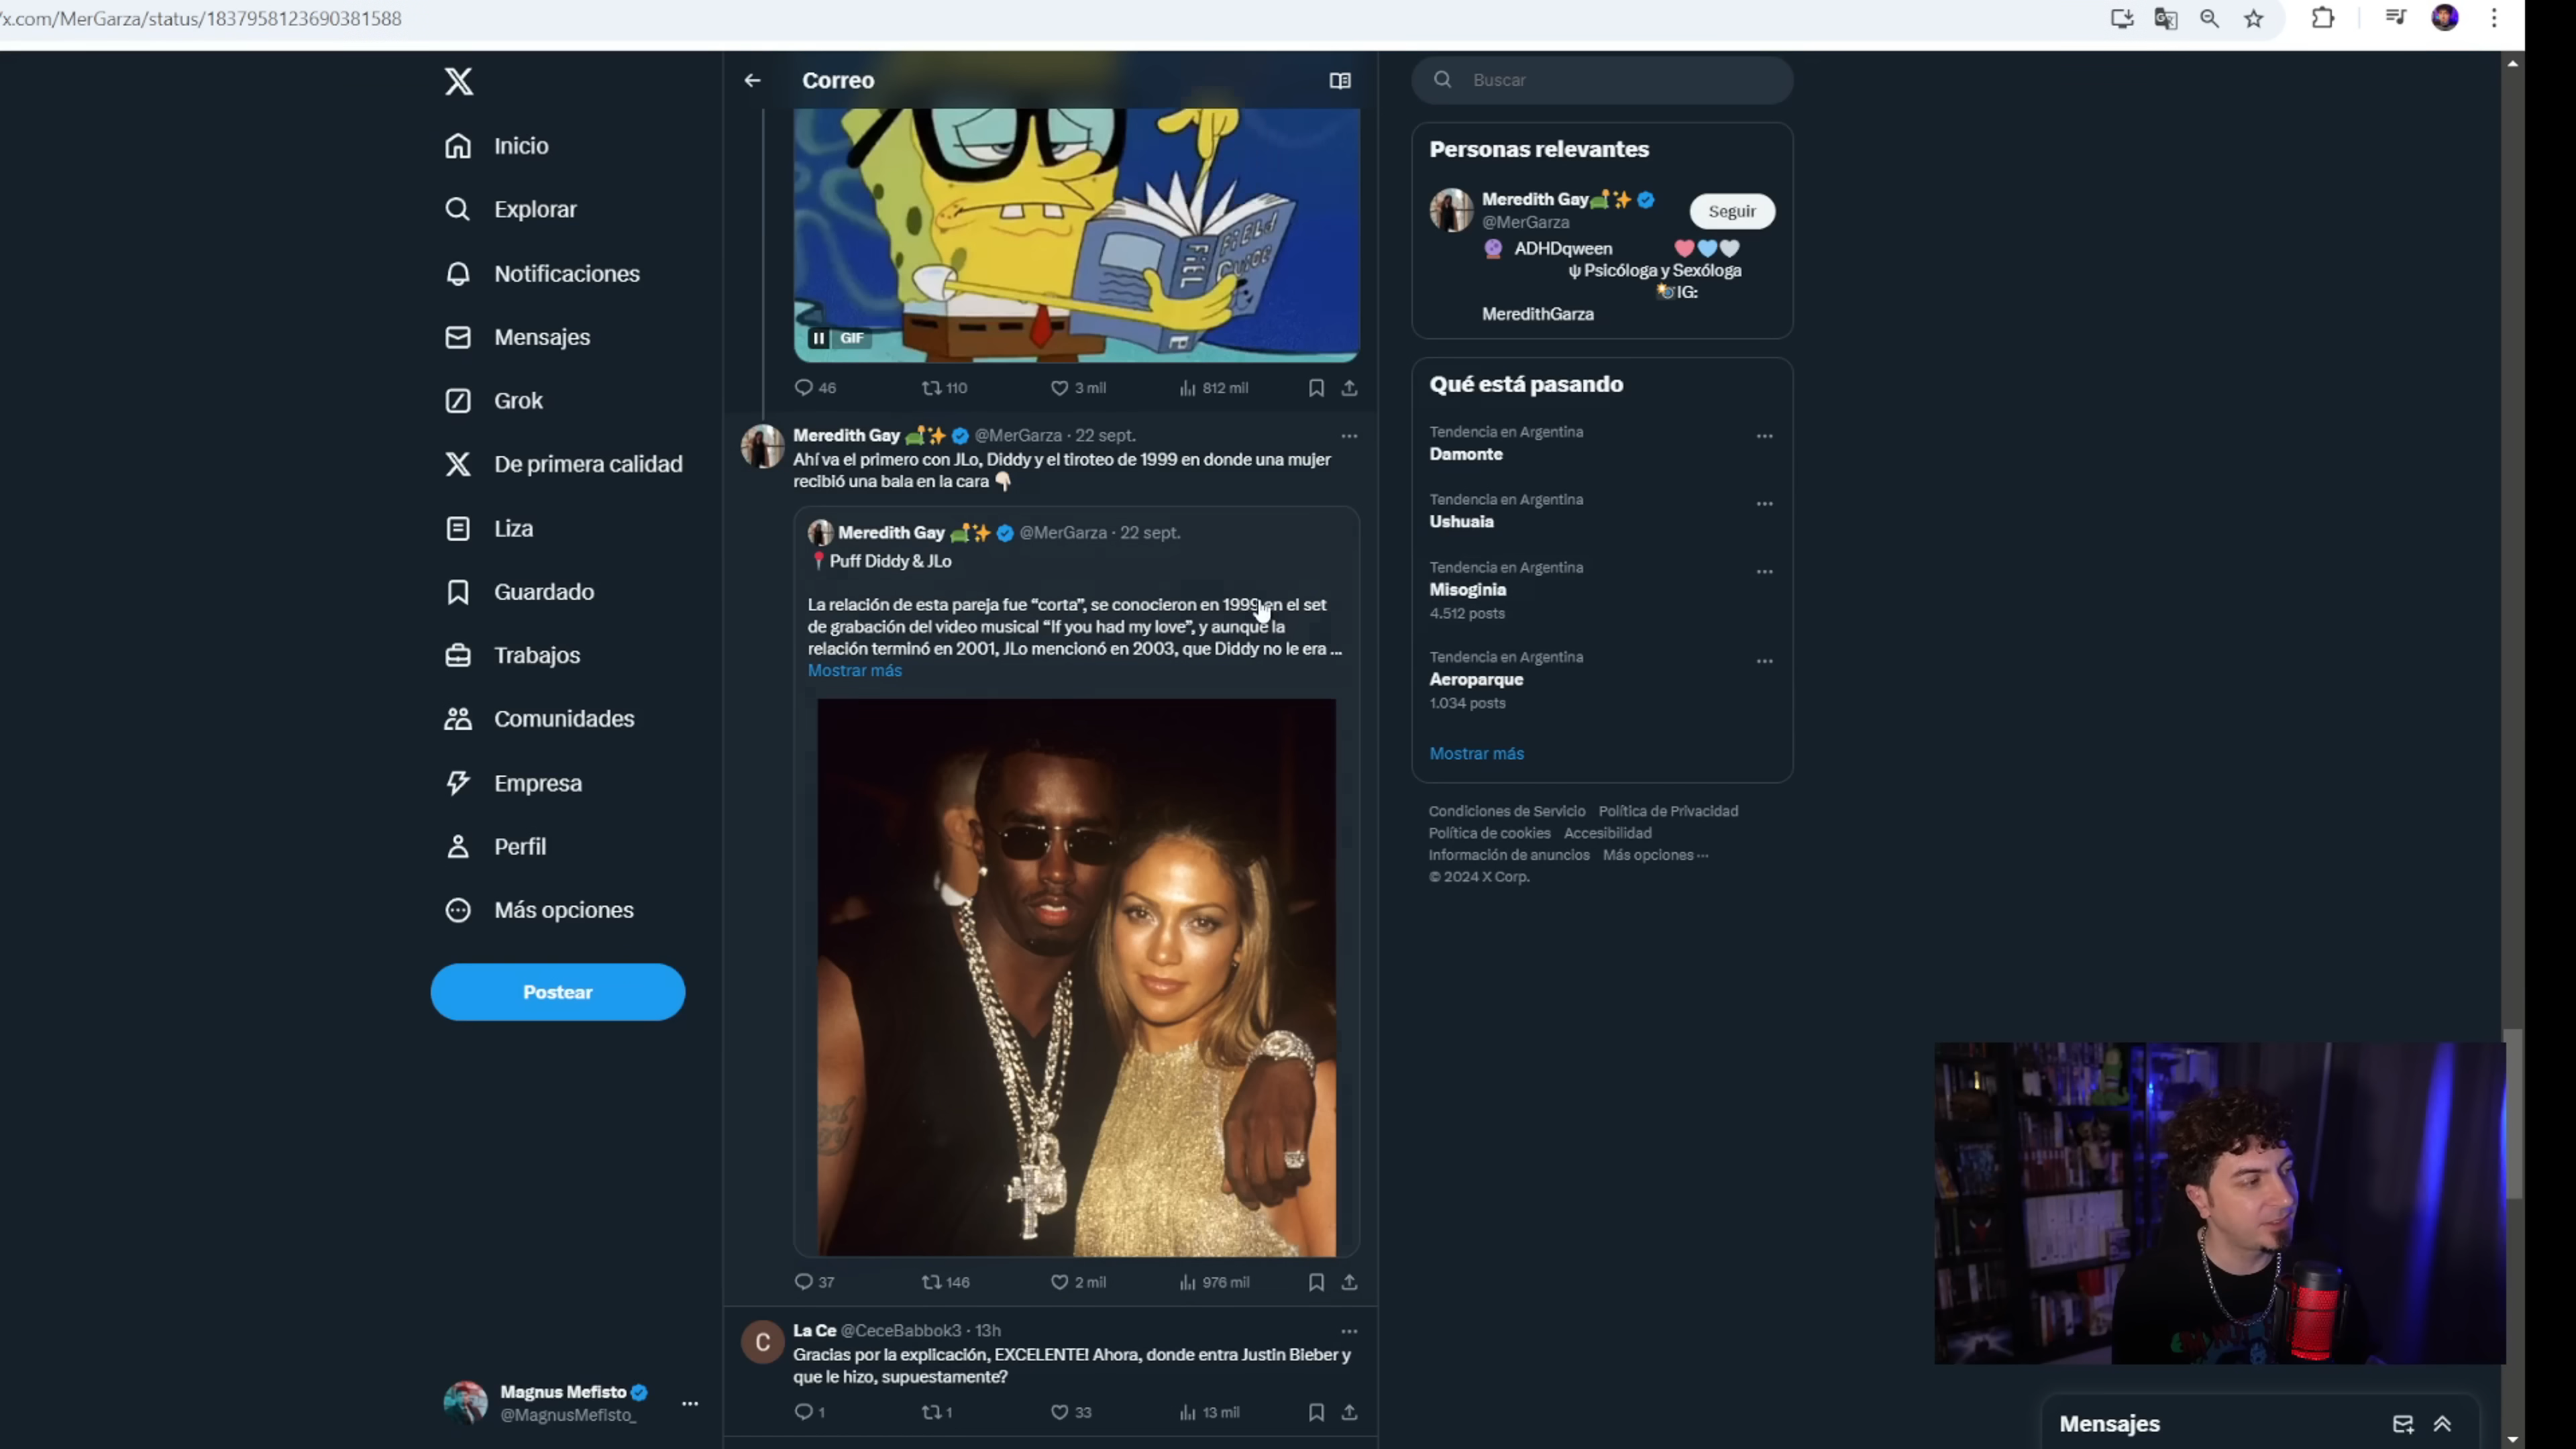 /x.com/MerGarza/status/1837958123690381588
Inicio
Explorar
Notificaciones
Mensajes
Grok
De primera calidad
Liza
Guardado
Trabajos
Comunidades
Empresa
Perfil
Más opciones
Postear
Magnus Mefisto
@MagnusMefisto_
Correo
FIELD
GUIDE
GIF
46 110 3 mil 812 mil
Meredith Gay @MerGarza · 22 sept.
Ahí va el primero con JLo, Diddy y el tiroteo de 1999 en donde una mujer
recibió una bala en la cara 👇🏻
Meredith Gay @MerGarza · 22 sept.
📍Puff Diddy & JLo
La relación de esta pareja fue “corta”, se conocieron en 1999 en el set
de grabación del video musical “If you had my love”, y aunque la
relación terminó en 2001, JLo mencionó en 2003, que Diddy no le era ...
Mostrar más
37 146 2 mil 976 mil
C
La Ce @CeceBabbok3 · 13h
Gracias por la explicación, EXCELENTE! Ahora, donde entra Justin Bieber y
que le hizo, supuestamente?
1 1 33 13 mil
Buscar
Personas relevantes
Meredith Gay
@MerGarza
Seguir
ADHDqween
ψ Psicóloga y Sexóloga
IG:
MeredithGarza
Qué está pasando
Tendencia en Argentina
Damonte
Tendencia en Argentina
Ushuaia
Tendencia en Argentina
Misoginia
4.512 posts
Tendencia en Argentina
Aeroparque
1.034 posts
Mostrar más
Condiciones de Servicio Política de Privacidad
Política de cookies Accesibilidad
Información de anuncios Más opciones ···
© 2024 X Corp.
Mensajes